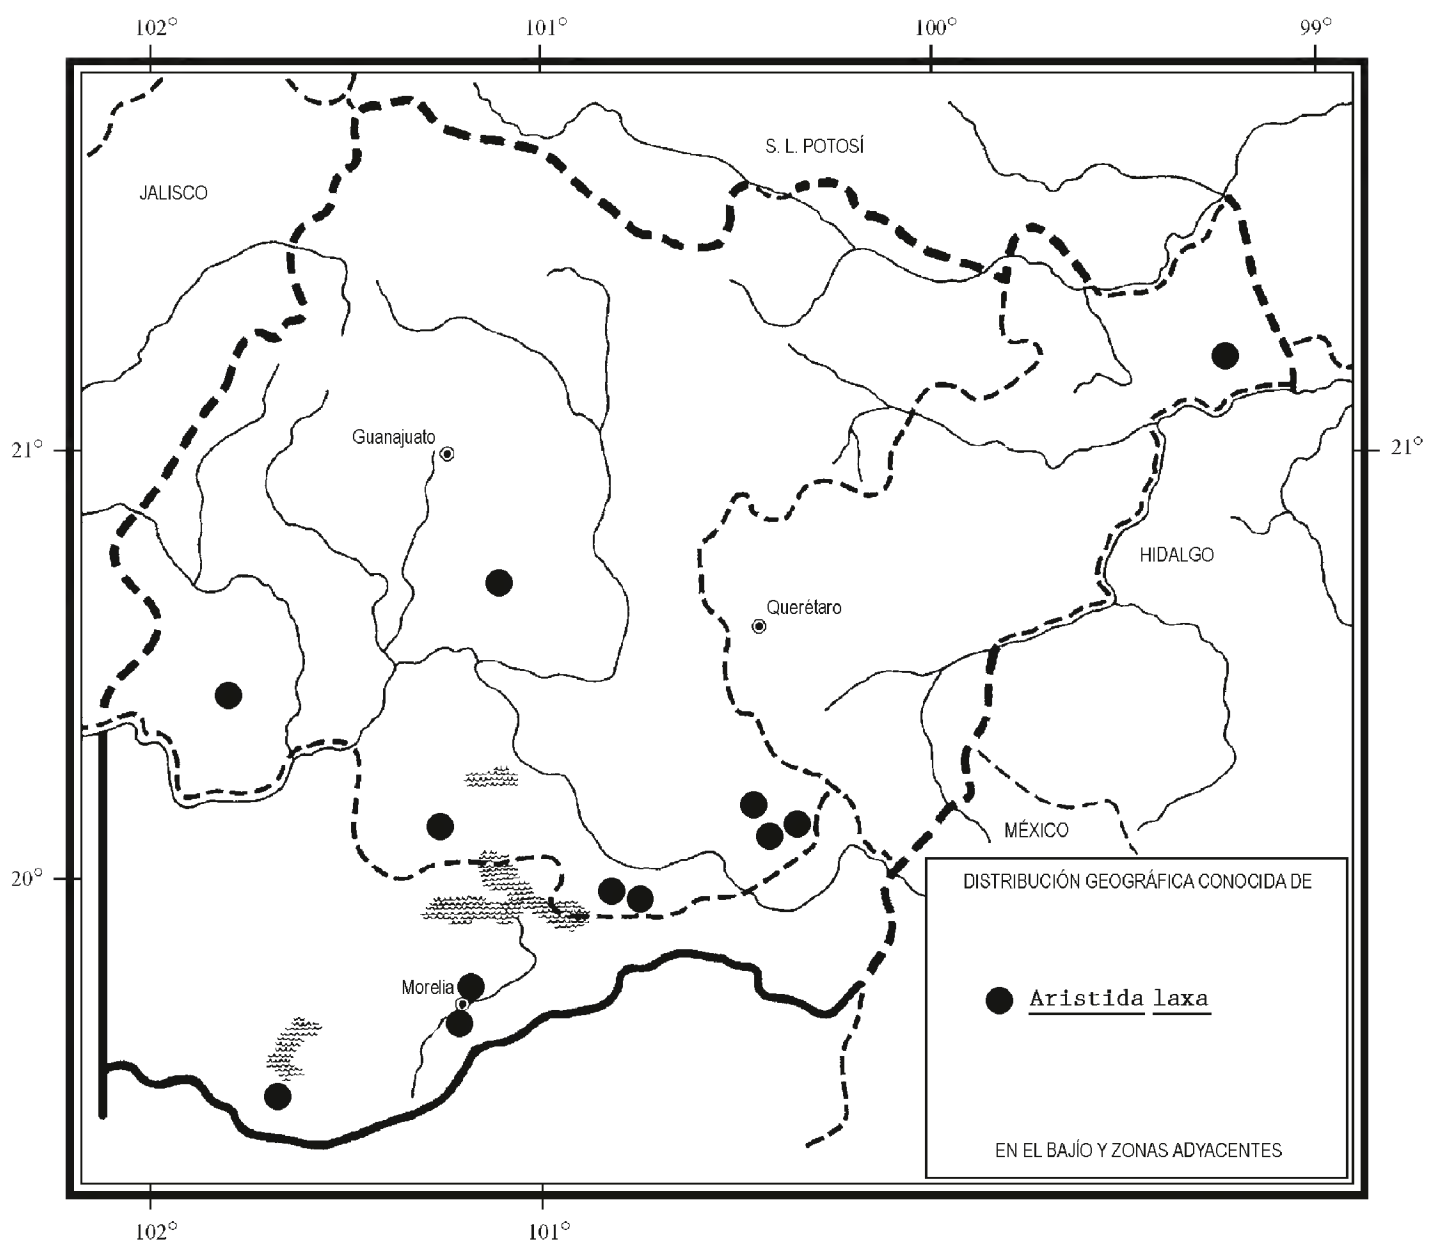 102° 101° 100° 99°
S. L. POTOSÍ
JALISCO
Guanajuato
21° 21°
HIDALGO
Querétaro
MÉXICO
20°
DISTRIBUCIÓN GEOGRÁFICA CONOCIDA DE
Morelia
Aristida laxa
EN EL BAJÍO Y ZONAS ADYACENTES
102° 101°